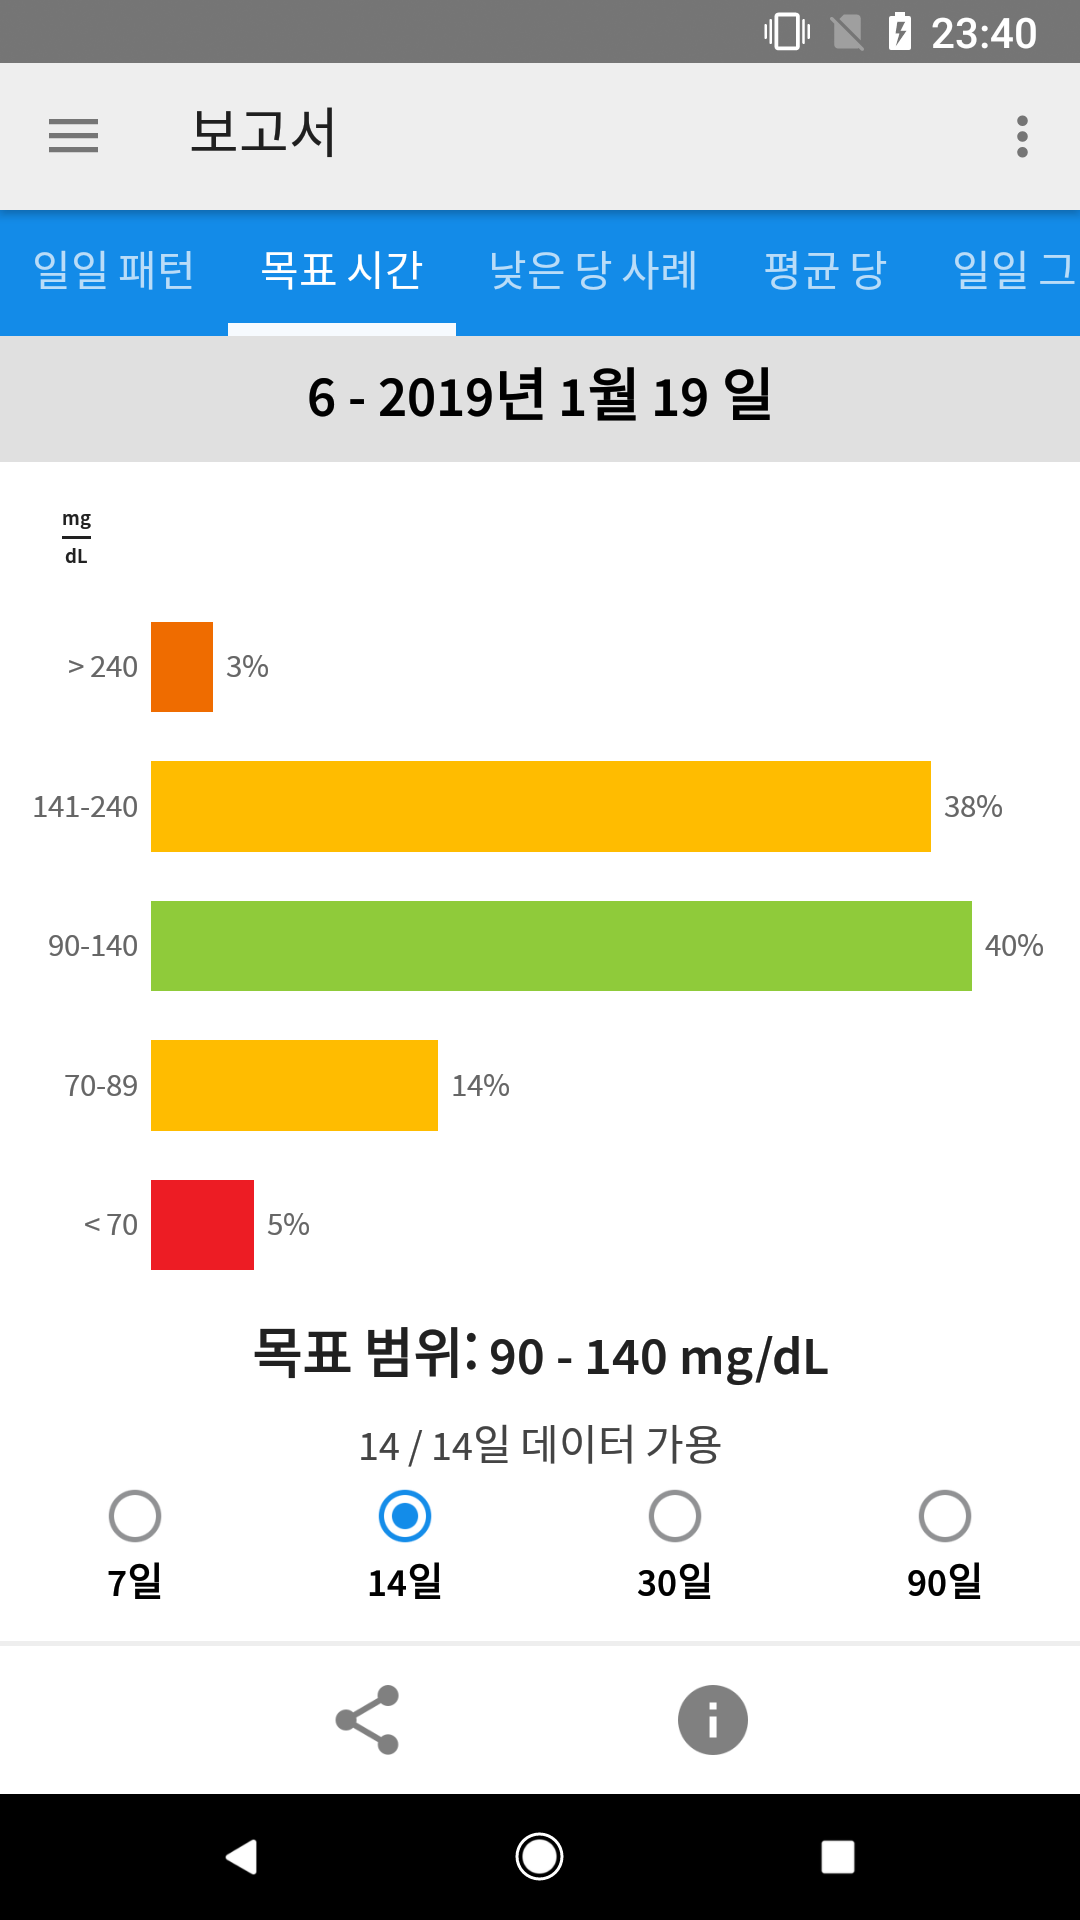 23:40
보고서
일일 패턴 목표 시간 낮은 당 사례 평균 당 일일 그
6 - 2019년 1월 19 일
mg
dL
> 240 3%
141-240 38%
90-140 40%
70-89 14%
< 70 5%
목표 범위: 90 - 140 mg/dL
14 / 14일 데이터 가용
7일 14일 30일 90일